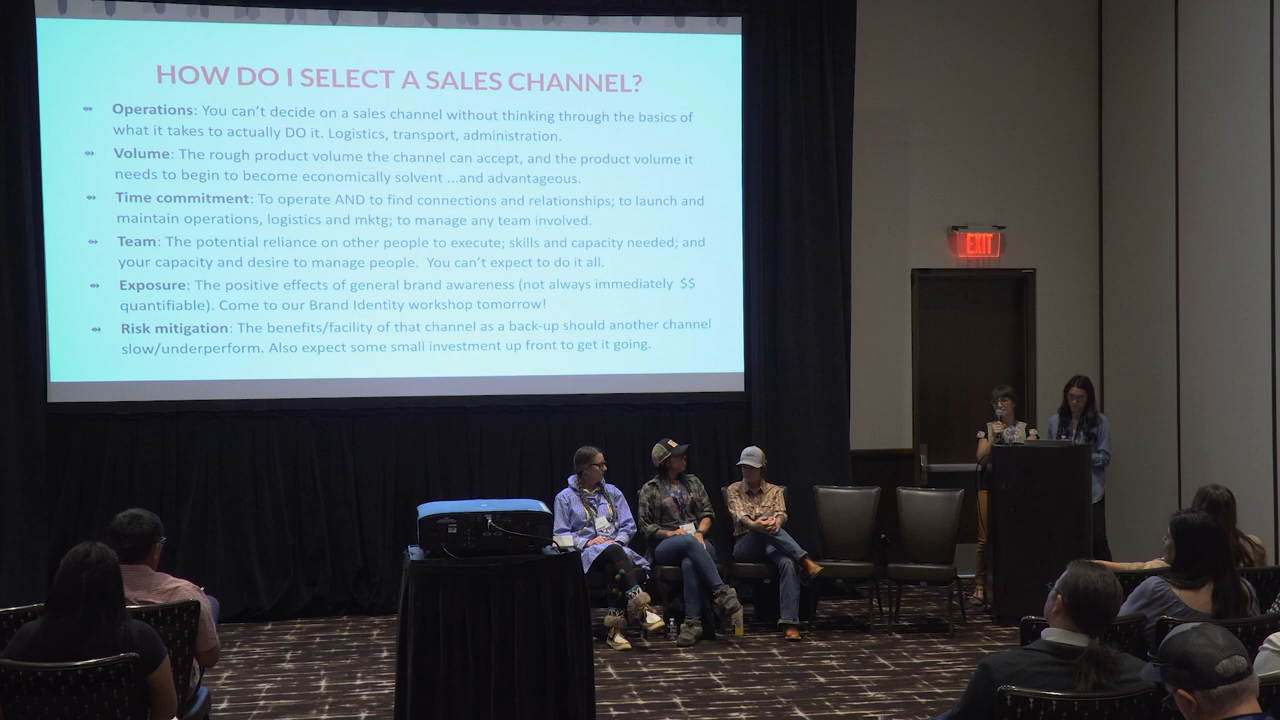 HOW DO I SELECT A SALES CHANNEL?
Operations: You can't decide on a sales channel without thinking through the basics of
what it takes to actually DO it. Logistics, transport, administration.
Volume: The rough product volume the channel can accept, and the product volume it
needs to begin to become economically solvent ...and advantageous.
Time commitment: To operate AND to find connections and relationships; to launch and
maintain operations, logistics and mktg; to manage any team involved.
Team: The potential reliance on other people to execute; skills and capacity needed; and
your capacity and desire to manage people. You can't expect to do it all.
Exposure: The positive effects of general brand awareness (not always immediately $$
quantifiable). Come to our Brand Identity workshop tomorrow!
Risk mitigation: The benefits/facility of that channel as a back-up should another channel
slow/underperform. Also expect some small investment up front to get it going.
EXIT